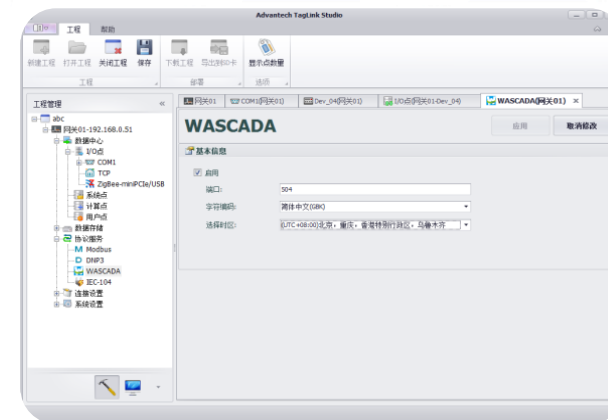 Advantech TagLink Studio
工程 帮助
新建工程 打开工程 关闭工程 保存 下载工程 导出到SD卡 显示点数量
工程 部署 选项
工程管理
网关01 COM1(网关01) Dev_04(网关01) I/O点(网关01-Dev_04) WASCADA(网关01)
abc
网关01-192.168.0.51
数据中心
I/O点
COM1
TCP
ZigBee-miniPCIe/USB
系统点
计算点
用户点
数据存储
协议服务
Modbus
DNP3
WASCADA
IEC-104
连接设置
系统设置
WASCADA
应用 取消修改
基本信息
启用
端口: 504
字符编码: 简体中文(GBK)
选择时区: (UTC+08:00)北京，重庆，香港特别行政区，乌鲁木齐